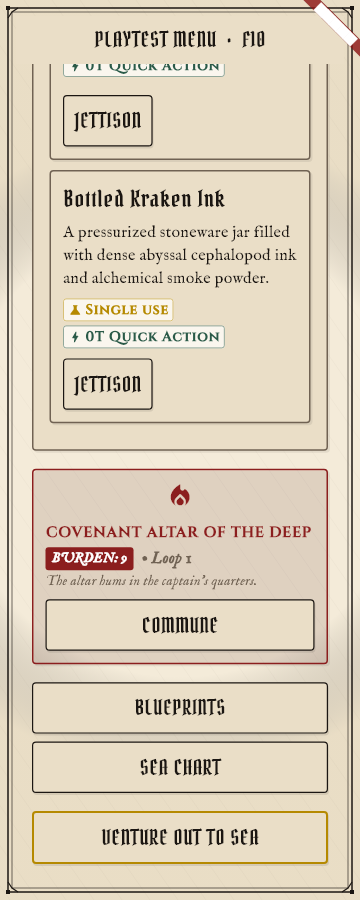 PLAYTEST MENU · F10
0T QUICK ACTION
JETTISON
Bottled Kraken Ink
A pressurized stoneware jar filled
with dense abyssal cephalopod ink
and alchemical smoke powder.
SINGLE USE
0T QUICK ACTION
JETTISON
COVENANT ALTAR OF THE DEEP
BURDEN: 9 • Loop 1
The altar hums in the captain's quarters.
COMMUNE
BLUEPRINTS
SEA CHART
VENTURE OUT TO SEA